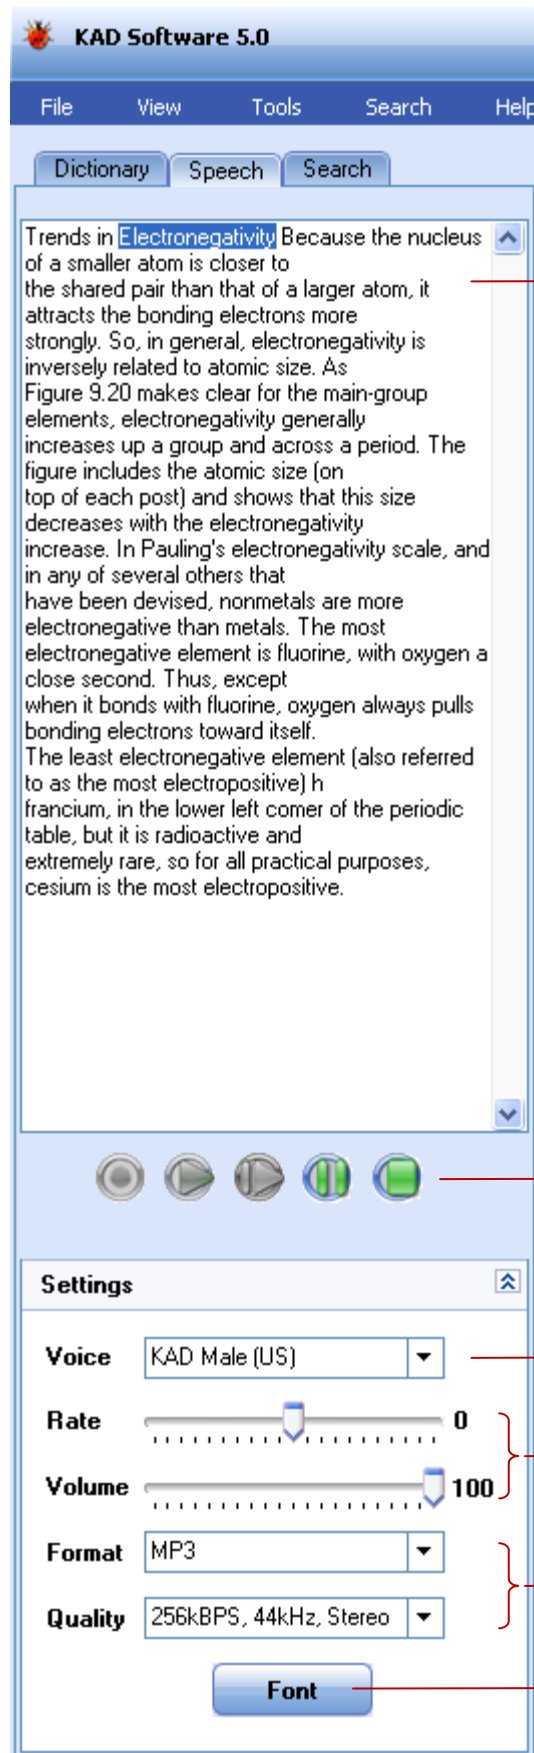 KAD Software 5.0
File View Tools Search Help
Dictionary Speech Search
Trends in Electronegativity Because the nucleus
of a smaller atom is closer to
the shared pair than that of a larger atom, it
attracts the bonding electrons more
strongly. So, in general, electronegativity is
inversely related to atomic size. As
Figure 9.20 makes clear for the main-group
elements, electronegativity generally
increases up a group and across a period. The
figure includes the atomic size (on
top of each post) and shows that this size
decreases with the electronegativity
increase. In Pauling's electronegativity scale, and
in any of several others that
have been devised, nonmetals are more
electronegative than metals. The most
electronegative element is fluorine, with oxygen a
close second. Thus, except
when it bonds with fluorine, oxygen always pulls
bonding electrons toward itself.
The least electronegative element (also referred
to as the most electropositive) h
francium, in the lower left comer of the periodic
table, but it is radioactive and
extremely rare, so for all practical purposes,
cesium is the most electropositive.
Settings
Voice KAD Male (US)
Rate 0
Volume 100
Format MP3
Quality 256kBPS, 44kHz, Stereo
Font